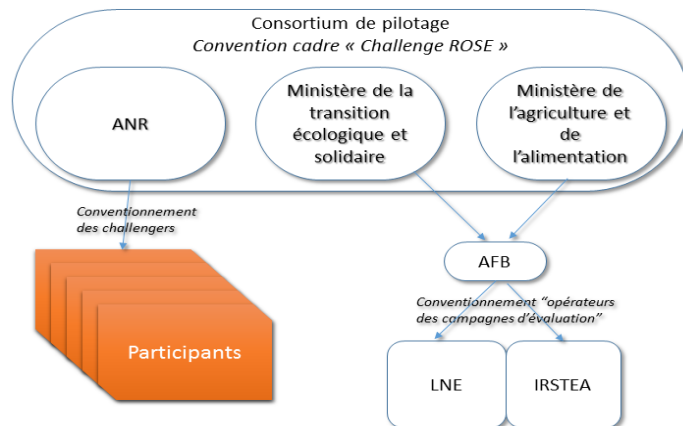 Consortium de pilotage
Convention cadre « Challenge ROSE »
ANR
Ministère de la
transition
écologique et
solidaire
Ministère de
l’agriculture et
de
l’alimentation
Conventionnement
des challengers
AFB
Conventionnement “opérateurs
des campagnes d’évaluation”
Participants
LNE
IRSTEA